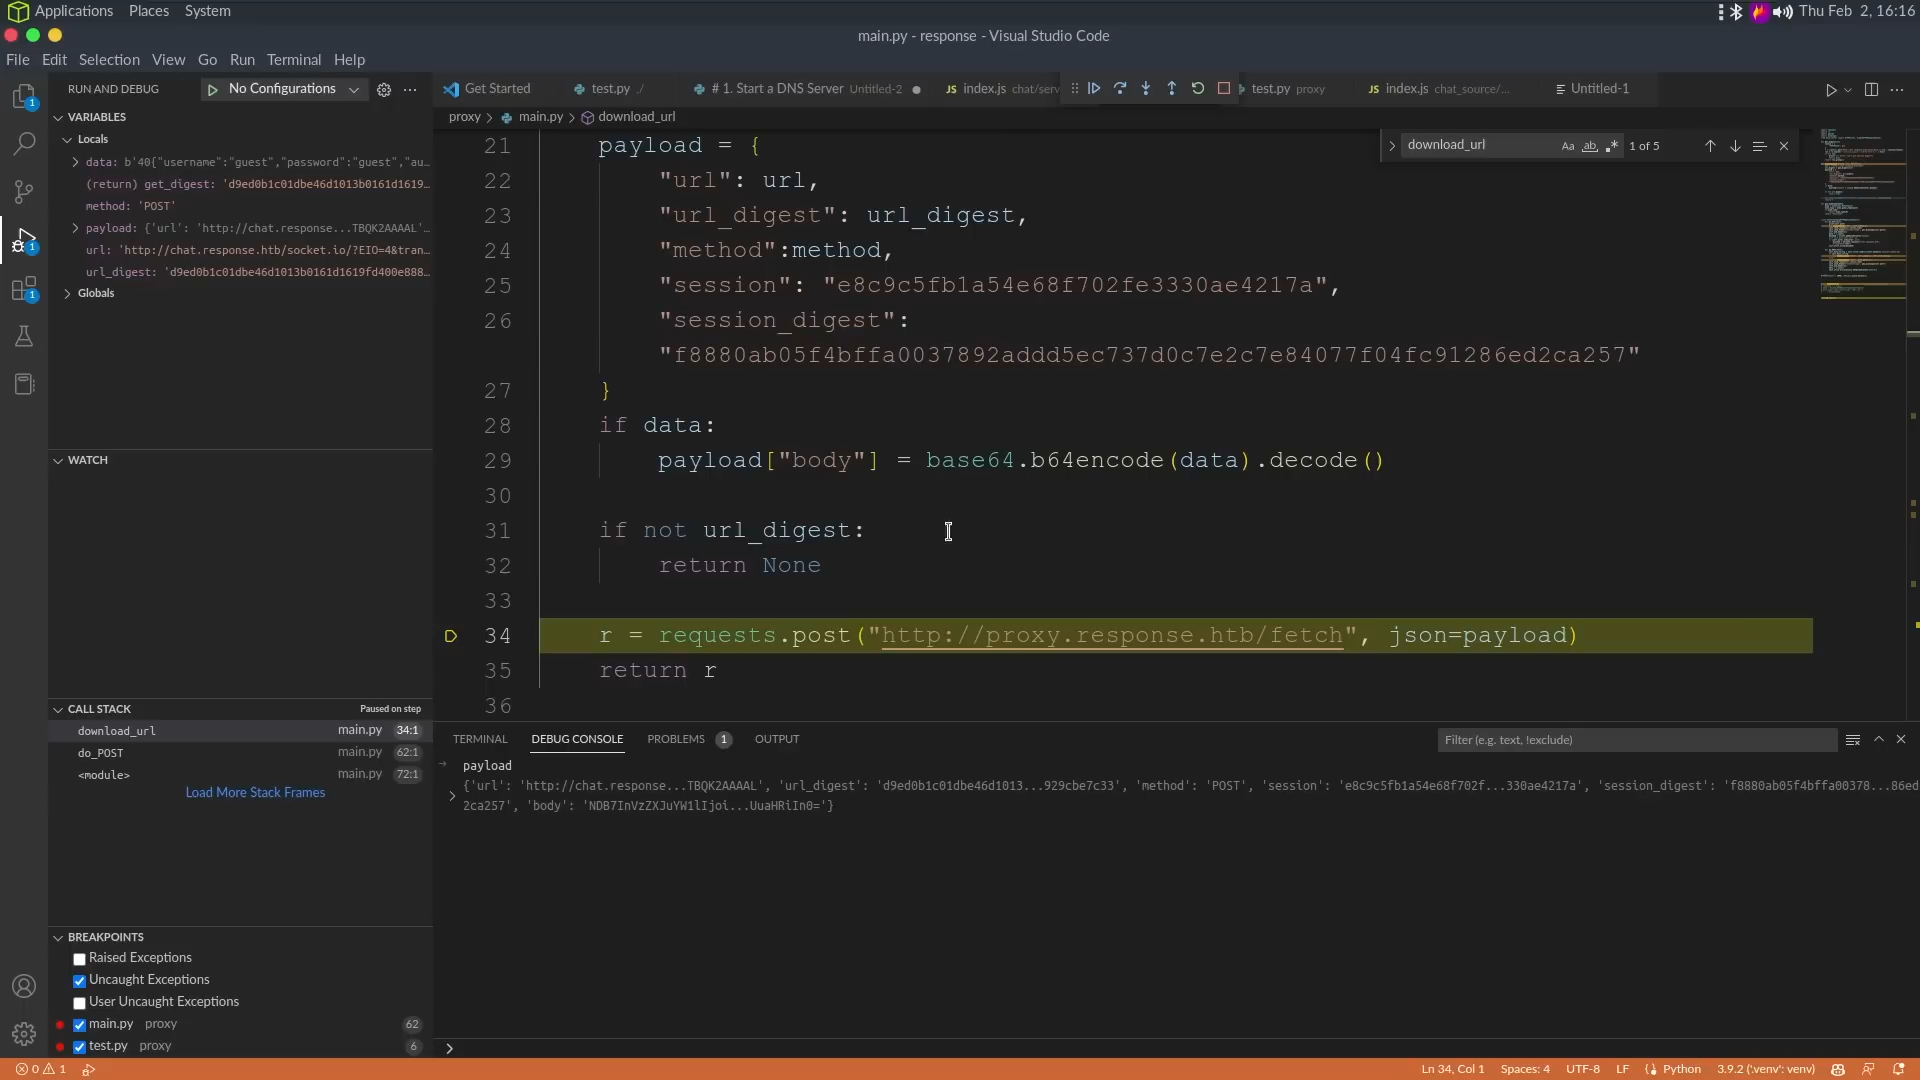 Applications Places System
Thu Feb 2, 16:16
main.py - response - Visual Studio Code
File Edit Selection View Go Run Terminal Help
RUN AND DEBUG
No Configurations
Get Started
test.py ./
# 1. Start a DNS Server Untitled-2
JS index.js chat/serv
test.py proxy
JS index.js chat_source/...
Untitled-1
VARIABLES
Locals
data: b'40{"username":"guest","password":"guest","au...
(return) get_digest: 'd9ed0b1c01dbe46d1013b0161d1619...
method: 'POST'
payload: {'url': 'http://chat.response...TBQK2AAAAL'...
url: 'http://chat.response.htb/socket.io/?EIO=4&tran...
url_digest: 'd9ed0b1c01dbe46d1013b0161d1619fd400e888...
Globals
WATCH
CALL STACK
Paused on step
download_url main.py 34:1
do_POST main.py 62:1
<module> main.py 72:1
Load More Stack Frames
BREAKPOINTS
Raised Exceptions
Uncaught Exceptions
User Uncaught Exceptions
main.py proxy 62
test.py proxy 6
proxy > main.py > download_url
download_url
Aa ab 1 of 5
21 payload = {
22 "url": url,
23 "url_digest": url_digest,
24 "method":method,
25 "session": "e8c9c5fb1a54e68f702fe3330ae4217a",
26 "session_digest":
"f8880ab05f4bffa0037892addd5ec737d0c7e2c7e84077f04fc91286ed2ca257"
27 }
28 if data:
29 payload["body"] = base64.b64encode(data).decode()
30
31 if not url_digest:
32 return None
33
34 r = requests.post("http://proxy.response.htb/fetch", json=payload)
35 return r
36
TERMINAL DEBUG CONSOLE PROBLEMS 1 OUTPUT
Filter (e.g. text, !exclude)
payload
{'url': 'http://chat.response...TBQK2AAAAL', 'url_digest': 'd9ed0b1c01dbe46d1013...929cbe7c33', 'method': 'POST', 'session': 'e8c9c5fb1a54e68f702f...330ae4217a', 'session_digest': 'f8880ab05f4bffa00378...86ed
2ca257', 'body': 'NDB7InVzZXJuYW1lIjoi...UuaHRiIn0='}
0 1
Ln 34, Col 1 Spaces: 4 UTF-8 LF Python 3.9.2 ('.venv': venv)